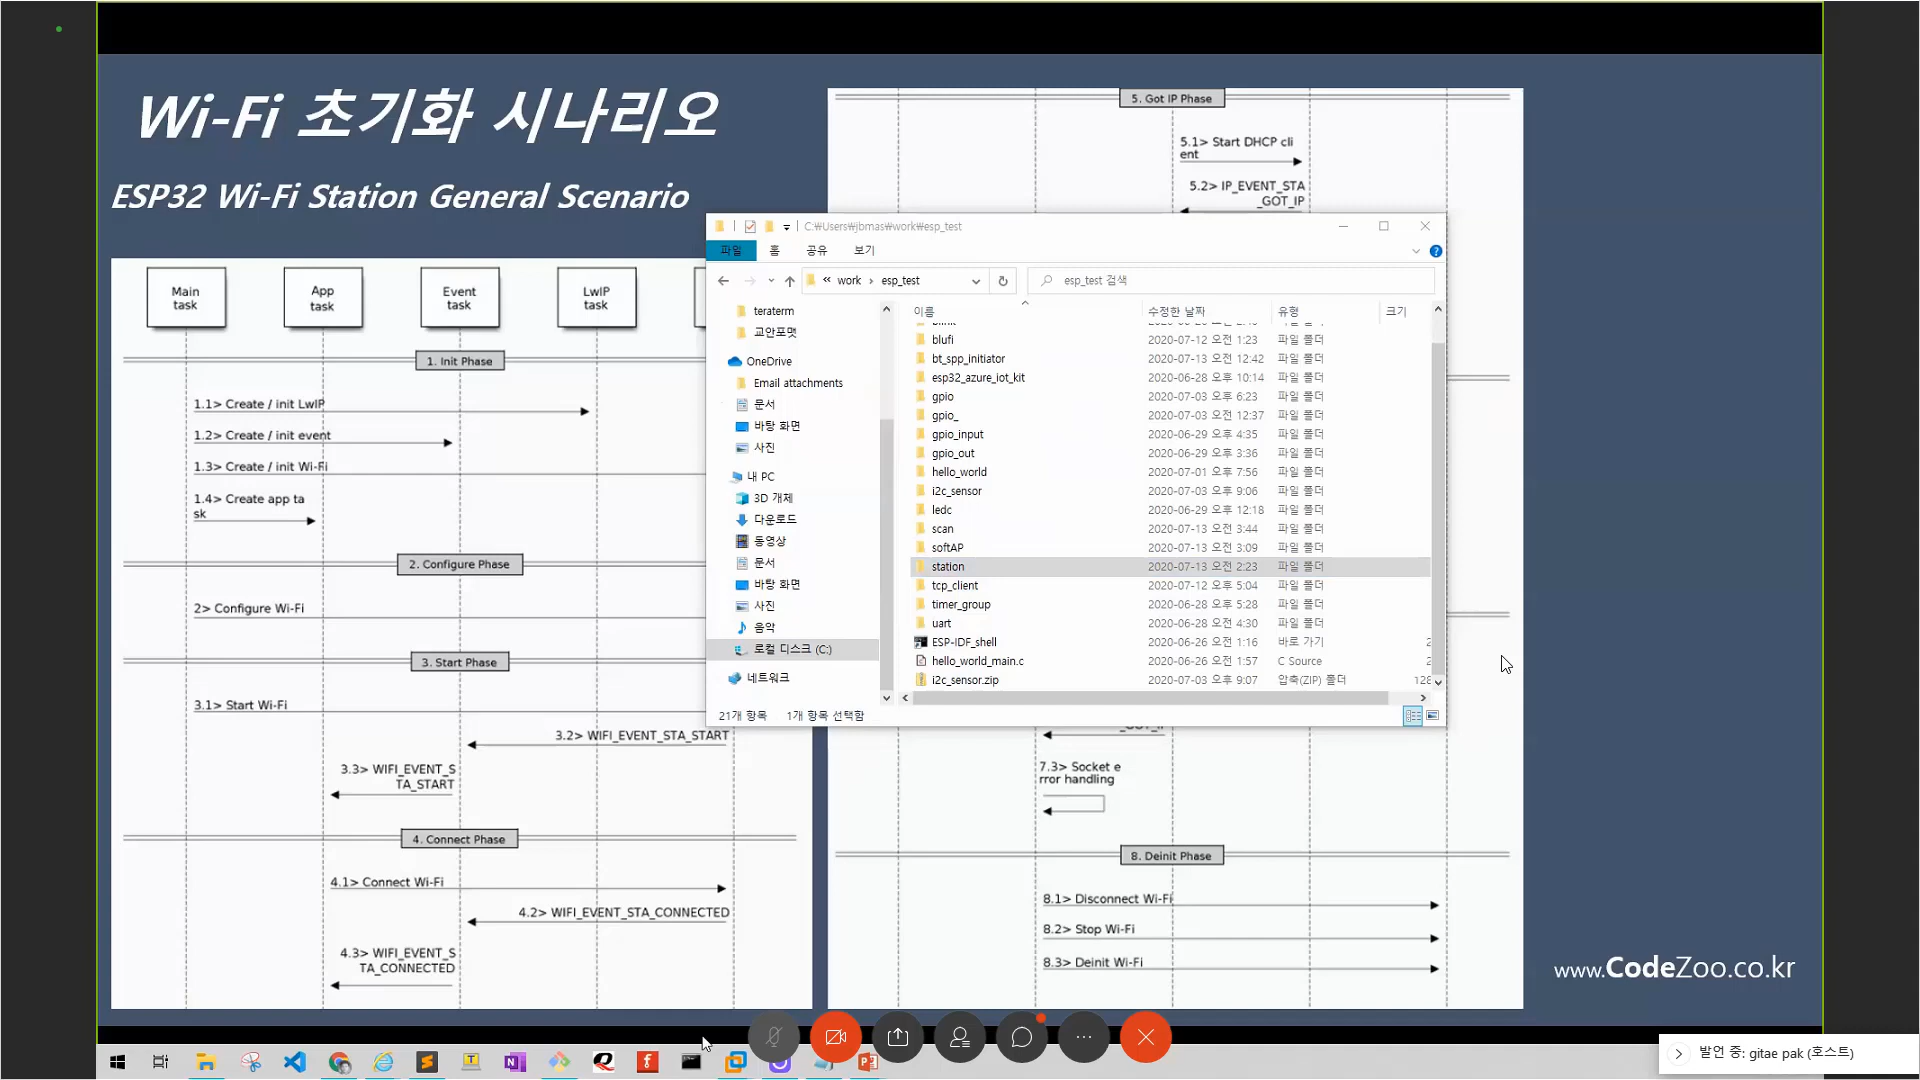 Wi-Fi 초기화 시나리오
ESP32 Wi-Fi Station General Scenario
Main
task
App
task
Event
task
LwIP
task
1. Init Phase
1.1> Create / init LwIP
1.2> Create / init event
1.3> Create / init Wi-Fi
1.4> Create app ta
sk
2. Configure Phase
2> Configure Wi-Fi
3. Start Phase
3.1> Start Wi-Fi
3.2> WIFI_EVENT_STA_START
3.3> WIFI_EVENT_S
TA_START
4. Connect Phase
4.1> Connect Wi-Fi
4.2> WIFI_EVENT_STA_CONNECTED
4.3> WIFI_EVENT_S
TA_CONNECTED
5. Got IP Phase
5.1> Start DHCP cli
ent
5.2> IP_EVENT_STA
_GOT_IP
C:₩Users₩jbmas₩work₩esp_test
파일 홈 공유 보기
« work › esp_test
esp_test 검색
teraterm
교안포맷
OneDrive
Email attachments
문서
바탕 화면
사진
내 PC
3D 개체
다운로드
동영상
문서
바탕 화면
사진
음악
로컬 디스크 (C:)
네트워크
이름 수정한 날짜 유형 크기
blufi 2020-07-12 오전 1:23 파일 폴더
bt_spp_initiator 2020-07-13 오전 12:42 파일 폴더
esp32_azure_iot_kit 2020-06-28 오후 10:14 파일 폴더
gpio 2020-07-03 오후 6:23 파일 폴더
gpio_ 2020-07-03 오전 12:37 파일 폴더
gpio_input 2020-06-29 오후 4:35 파일 폴더
gpio_out 2020-06-29 오후 3:36 파일 폴더
hello_world 2020-07-01 오후 7:56 파일 폴더
i2c_sensor 2020-07-03 오후 9:06 파일 폴더
ledc 2020-06-29 오후 12:18 파일 폴더
scan 2020-07-13 오전 3:44 파일 폴더
softAP 2020-07-13 오전 3:09 파일 폴더
station 2020-07-13 오전 2:23 파일 폴더
tcp_client 2020-07-12 오후 5:04 파일 폴더
timer_group 2020-06-28 오후 5:28 파일 폴더
uart 2020-06-28 오후 4:30 파일 폴더
ESP-IDF_shell 2020-06-26 오전 1:16 바로 가기 2
hello_world_main.c 2020-06-26 오전 1:57 C Source 2
i2c_sensor.zip 2020-07-03 오후 9:07 압축(ZIP) 폴더 128
21개 항목 1개 항목 선택함
7.3> Socket e
rror handling
8. Deinit Phase
8.1> Disconnect Wi-Fi
8.2> Stop Wi-Fi
8.3> Deinit Wi-Fi
www.CodeZoo.co.kr
발언 중: gitae pak (호스트)